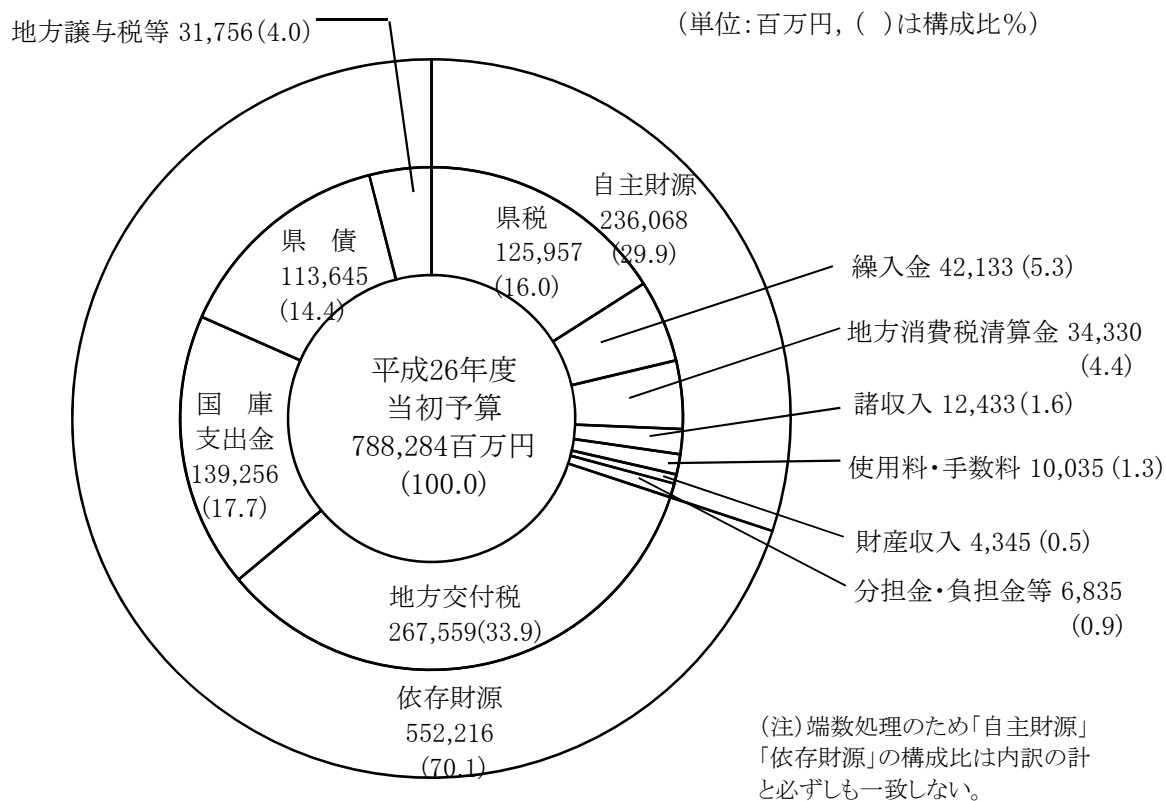 地方譲与税等 31,756(4.0)
(単位:百万円, ( )は構成比%)
自主財源
236,068
(29.9)
県税
125,957
(16.0)
県 債
113,645
(14.4)
繰入金 42,133 (5.3)
地方消費税清算金 34,330
(4.4)
諸収入 12,433(1.6)
使用料・手数料 10,035 (1.3)
財産収入 4,345 (0.5)
分担金・負担金等 6,835
(0.9)
平成26年度
当初予算
788,284百万円
(100.0)
国 庫
支出金
139,256
(17.7)
地方交付税
267,559(33.9)
依存財源
552,216
(70.1)
(注)端数処理のため「自主財源」
「依存財源」の構成比は内訳の計
と必ずしも一致しない。